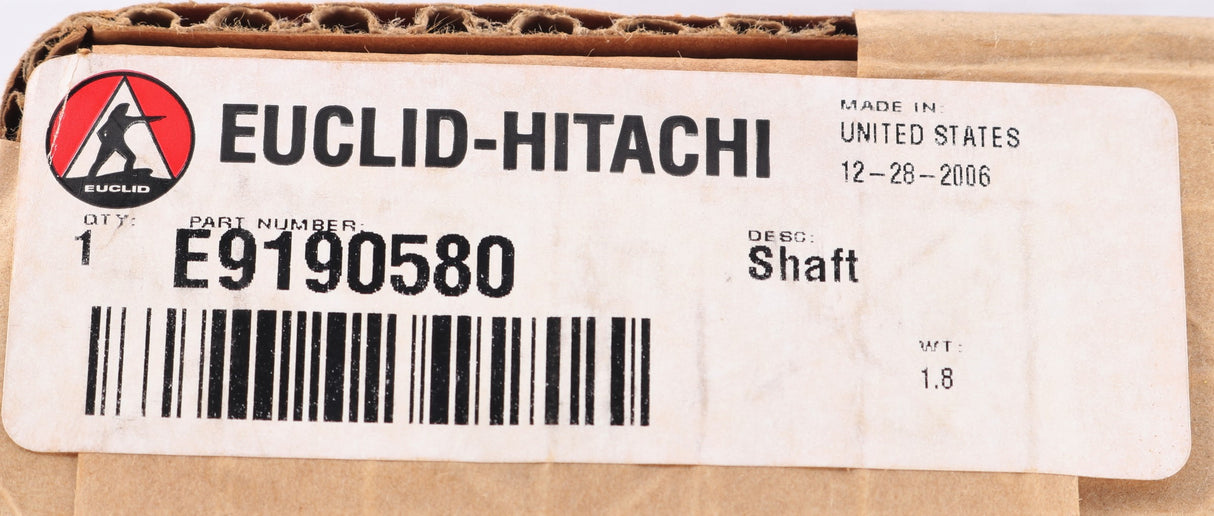 EUCLID
EUCLID-HITACHI
MADE IN:
UNITED STATES
12-28-2006
QTY:
1
PART NUMBER:
E9190580
DESC:
Shaft
WT:
1.8